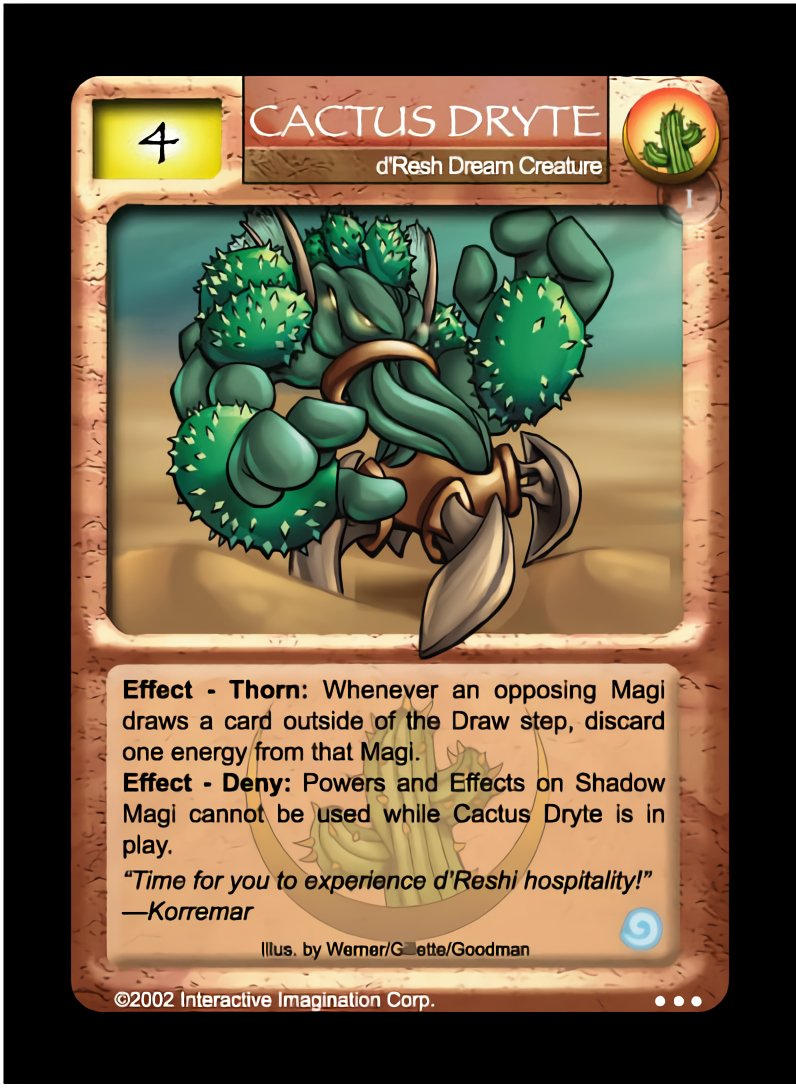 4
CACTUS DRYTE
d'Resh Dream Creature
I
Effect - Thorn: Whenever an opposing Magi
draws a card outside of the Draw step, discard
one energy from that Magi.
Effect - Deny: Powers and Effects on Shadow
Magi cannot be used while Cactus Dryte is in
play.
“Time for you to experience d'Reshi hospitality!”
—Korremar
Illus. by Werner/ /Goodman
©2002 Interactive Imagination Corp.